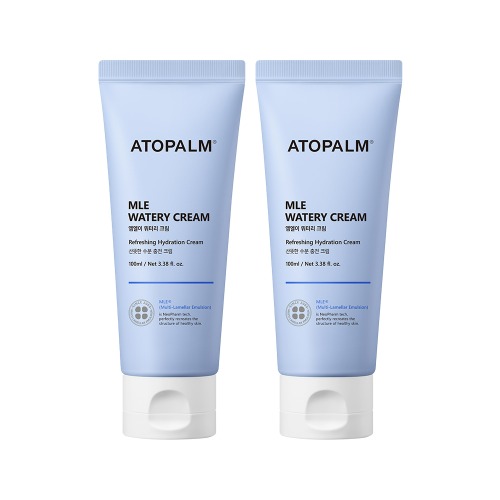 ATOPALM®
MLE
WATERY CREAM
엠엘이 워터리 크림
Refreshing Hydration Cream
산뜻한 수분 충전 크림
100ml / Net 3.38 fl. oz.
MLE®
(Multi-Lamellar Emulsion)
is NeoPharm tech,
perfectly recreates the
structure of healthy skin.
ATOPALM®
MLE
WATERY CREAM
엠엘이 워터리 크림
Refreshing Hydration Cream
산뜻한 수분 충전 크림
100ml / Net 3.38 fl. oz.
MLE®
(Multi-Lamellar Emulsion)
is NeoPharm tech,
perfectly recreates the
structure of healthy skin.